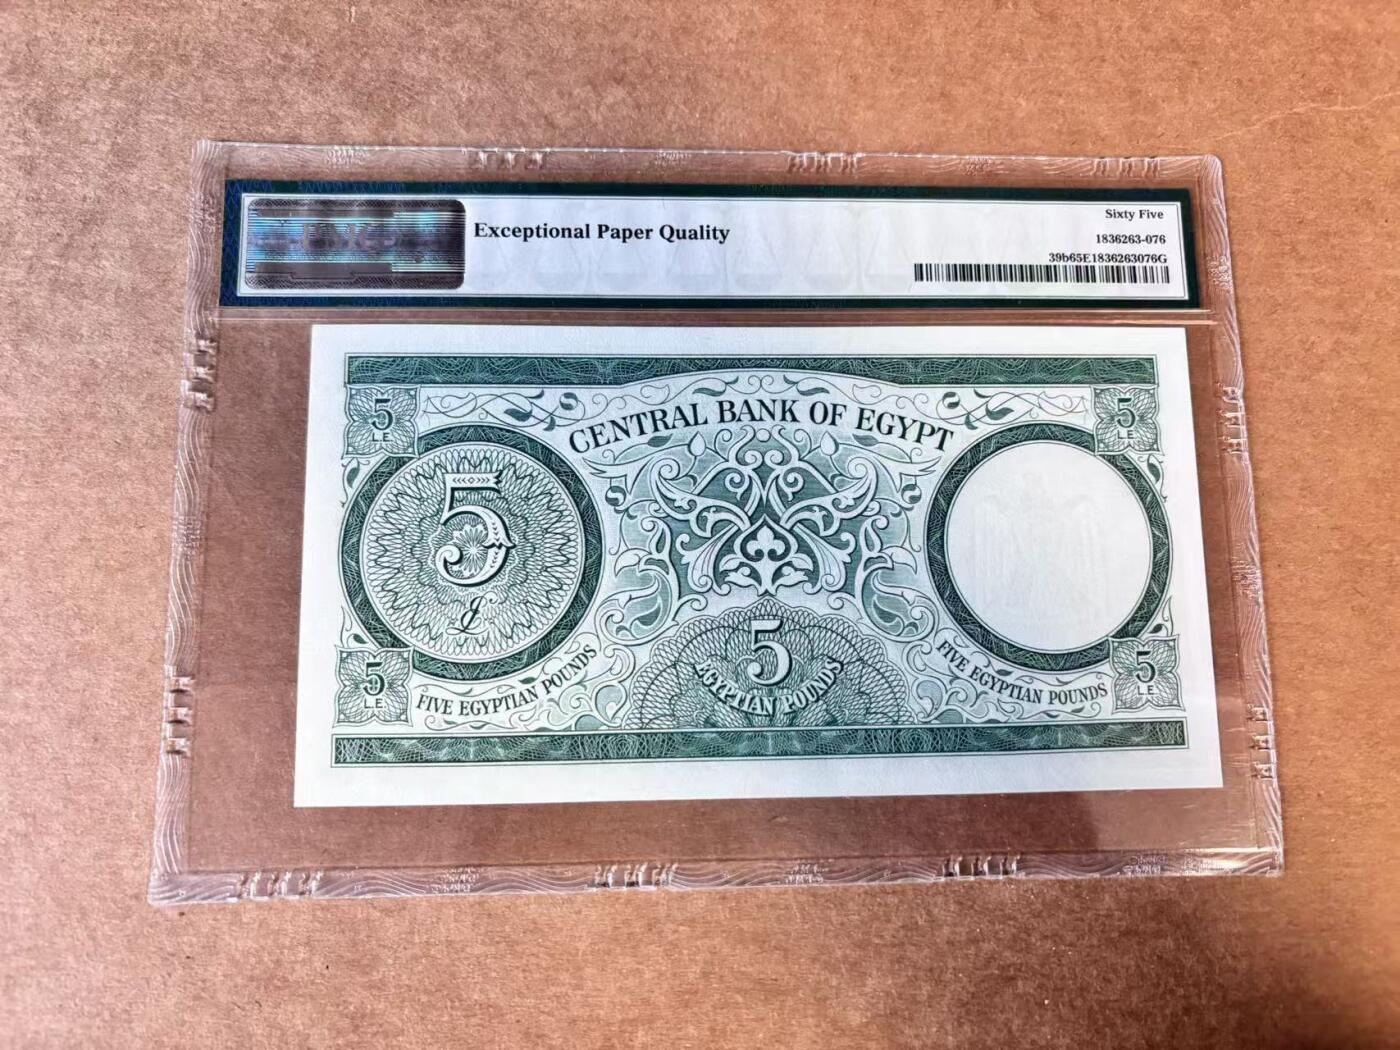 Exceptional Paper Quality
Sixty Five
1836263-076
39b65E1836263076G
5
L.E.
CENTRAL BANK OF EGYPT
5
L.E.
5
£
5
EGYPTIAN POUNDS
5
L.E.
FIVE EGYPTIAN POUNDS
FIVE EGYPTIAN POUNDS
5
L.E.